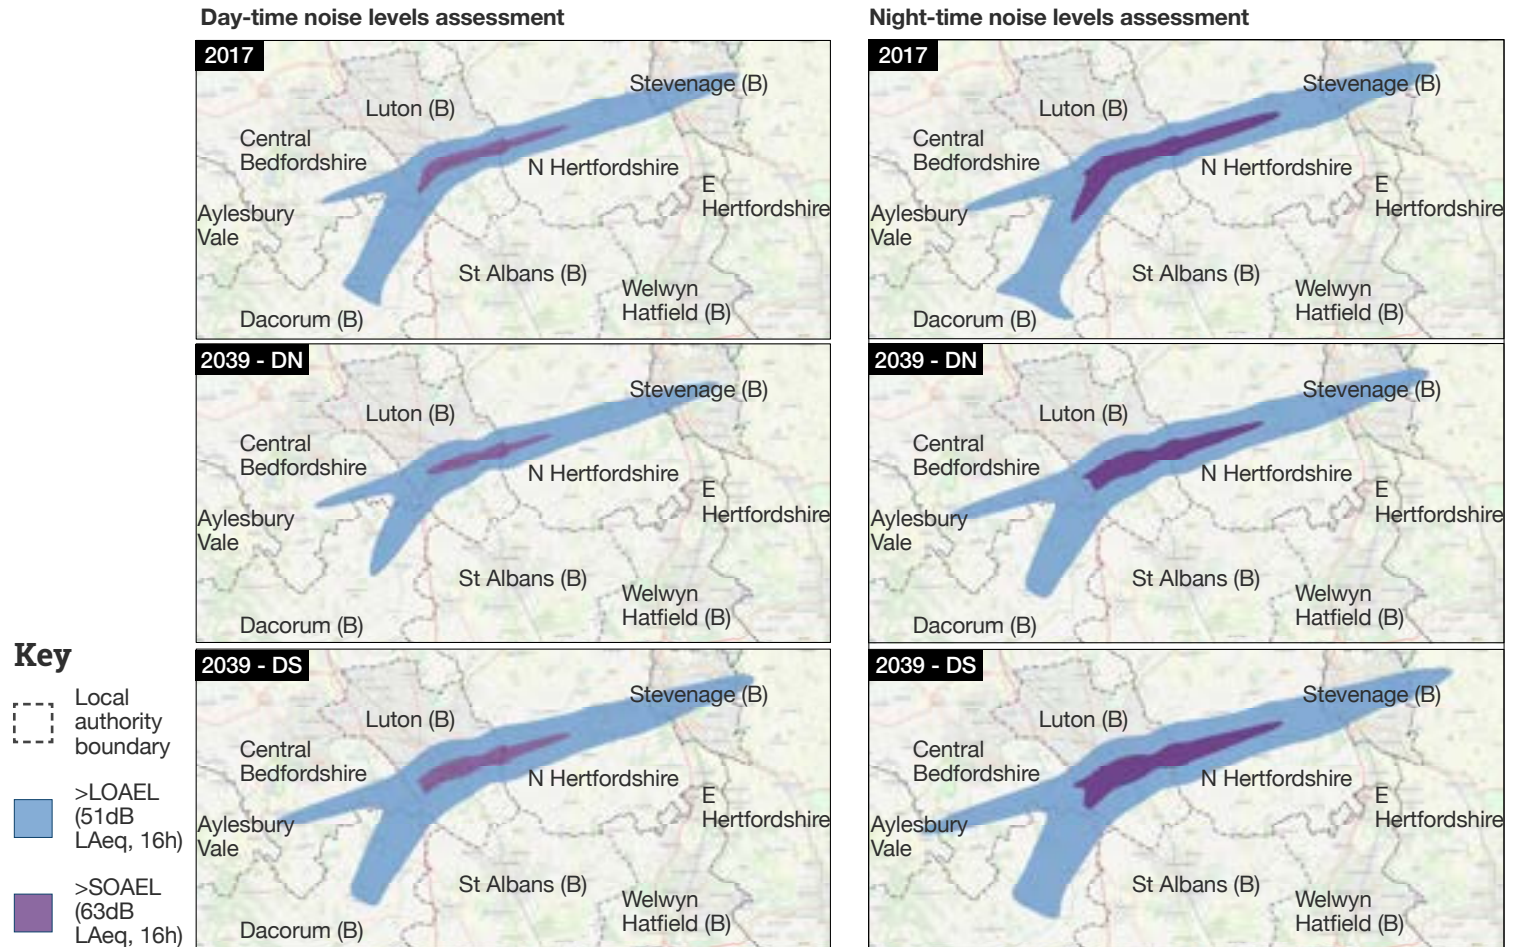 Day-time noise levels assessment
Night-time noise levels assessment
2017
Stevenage (B)
Luton (B)
Central
Bedfordshire
N Hertfordshire
E
Hertfordshire
Aylesbury
Vale
St Albans (B)
Welwyn
Hatfield (B)
Dacorum (B)
2017
Stevenage (B)
Luton (B)
Central
Bedfordshire
N Hertfordshire
E
Hertfordshire
Aylesbury
Vale
St Albans (B)
Welwyn
Hatfield (B)
Dacorum (B)
2039 - DN
Stevenage (B)
Luton (B)
Central
Bedfordshire
N Hertfordshire
E
Hertfordshire
Aylesbury
Vale
St Albans (B)
Welwyn
Hatfield (B)
Dacorum (B)
2039 - DN
Stevenage (B)
Luton (B)
Central
Bedfordshire
N Hertfordshire
E
Hertfordshire
Aylesbury
Vale
St Albans (B)
Welwyn
Hatfield (B)
Dacorum (B)
2039 - DS
Stevenage (B)
Luton (B)
Central
Bedfordshire
N Hertfordshire
E
Hertfordshire
Aylesbury
Vale
St Albans (B)
Welwyn
Hatfield (B)
Dacorum (B)
2039 - DS
Stevenage (B)
Luton (B)
Central
Bedfordshire
N Hertfordshire
E
Hertfordshire
Aylesbury
Vale
St Albans (B)
Welwyn
Hatfield (B)
Dacorum (B)
Key
Local
authority
boundary
>LOAEL
(51dB
LAeq, 16h)
>SOAEL
(63dB
LAeq, 16h)